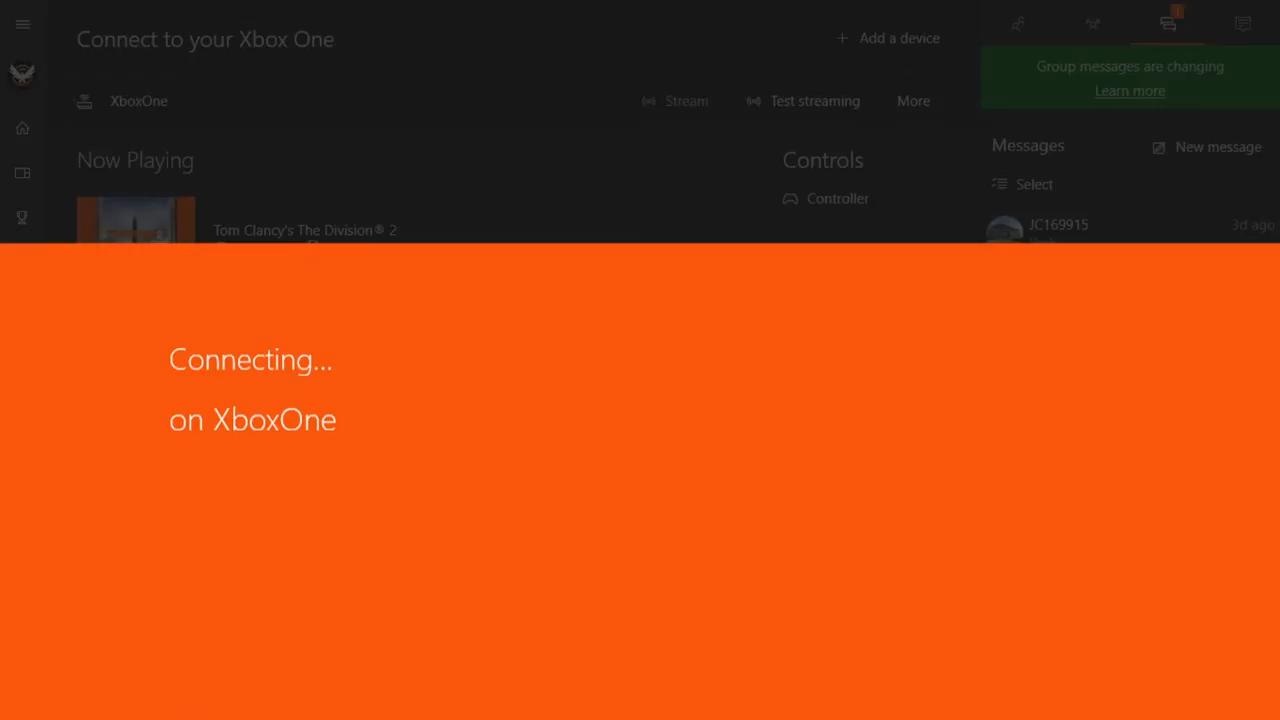 Connect to your Xbox One
+ Add a device
XboxOne
Stream
Test streaming
More
Now Playing
Controls
Controller
Tom Clancy's The Division® 2
Group messages are changing
Learn more
Messages
New message
Select
JC169915
3d ago
Connecting...
on XboxOne